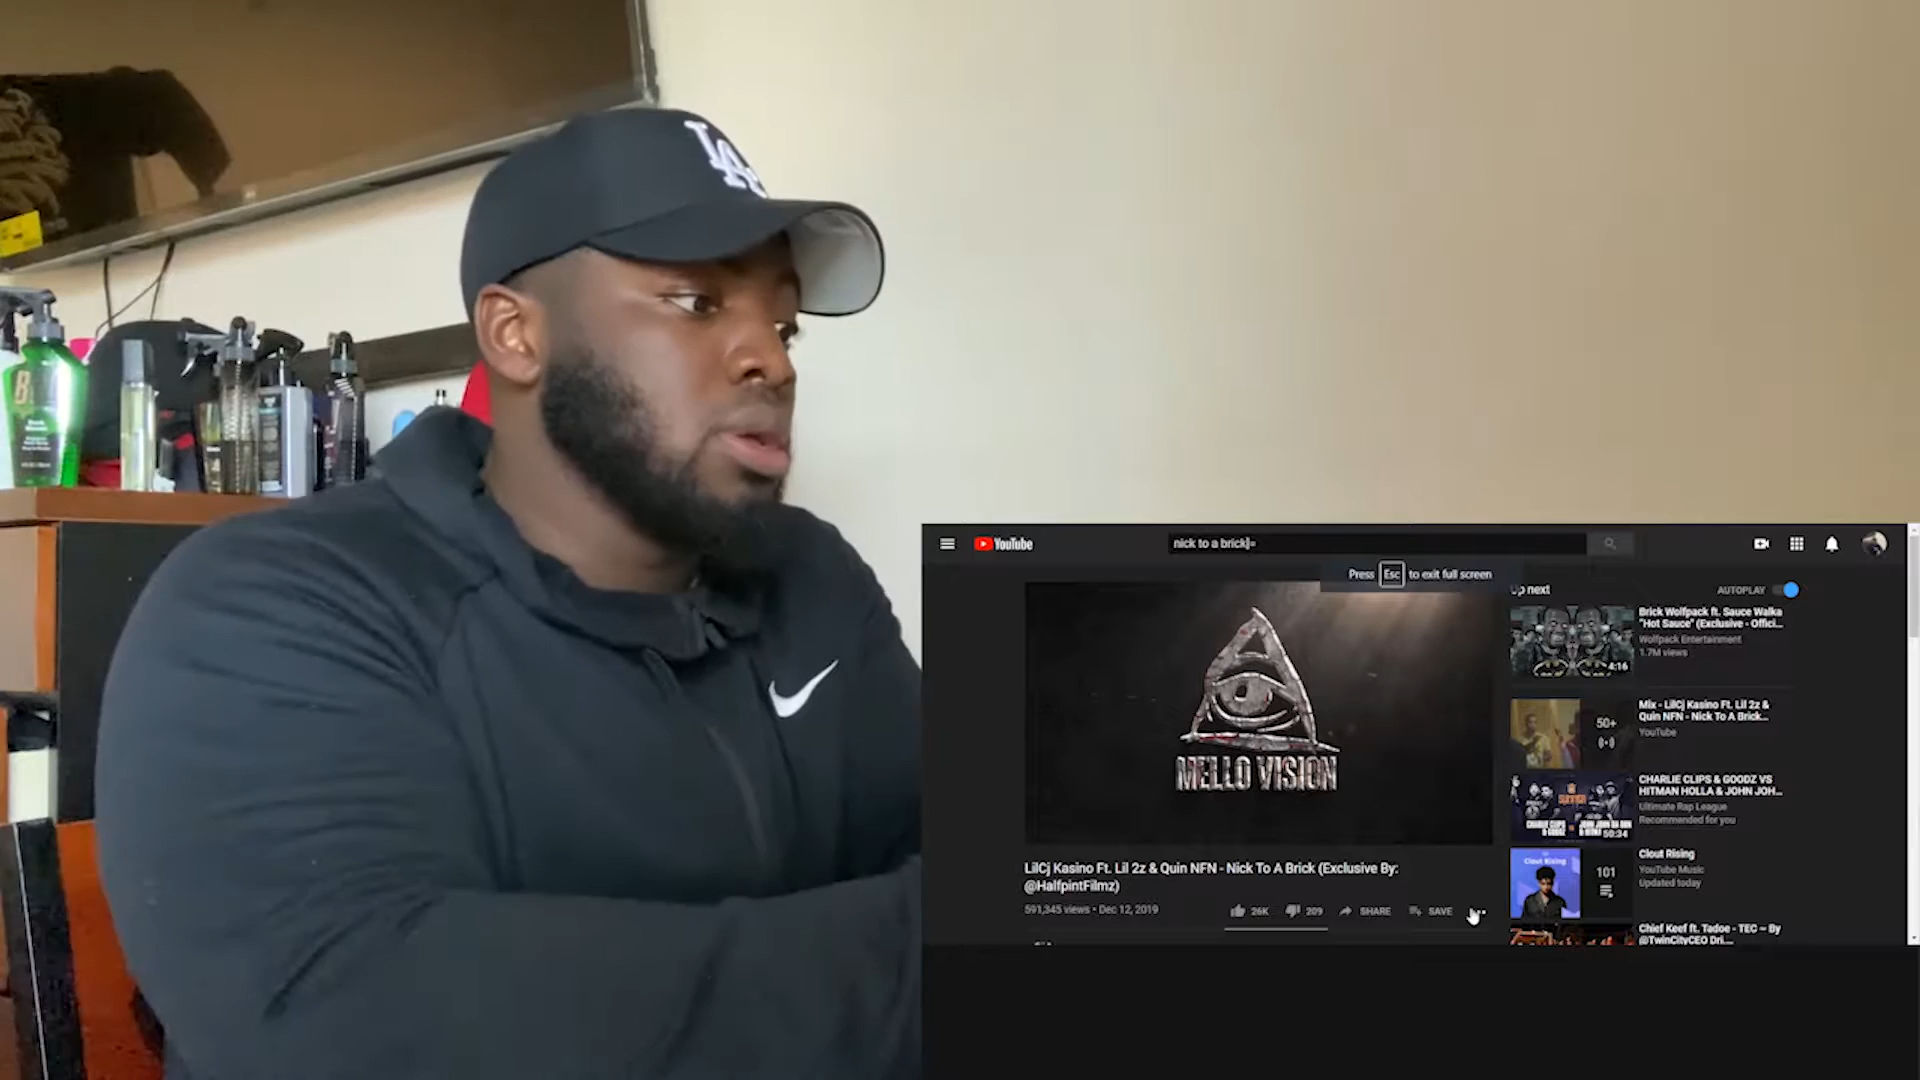 LA
YouTube
nick to a brick=
Press Esc to exit full screen
MELLO VISION
LilCj Kasino Ft. Lil 2z & Quin NFN - Nick To A Brick (Exclusive By:
@HalfpintFilmz)
591,345 views • Dec 12, 2019
26K
209
SHARE
SAVE
Up next
AUTOPLAY
Brick Wolfpack ft. Sauce Walka
"Hot Sauce" (Exclusive - Offici...
Wolfpack Entertainment
1.7M views
4:16
Mix - LilCj Kasino Ft. Lil 2z &
Quin NFN - Nick To A Brick...
YouTube
50+
CHARLIE CLIPS & GOODZ VS
HITMAN HOLLA & JOHN JOH...
Ultimate Rap League
Recommended for you
CHARLIE CLIPS
& GOODZ
50:34
Clout Rising
Clout Rising
YouTube Music
Updated today
101
Chief Keef ft. Tadoe - TEC – By
@TwinCityCEO Dri....